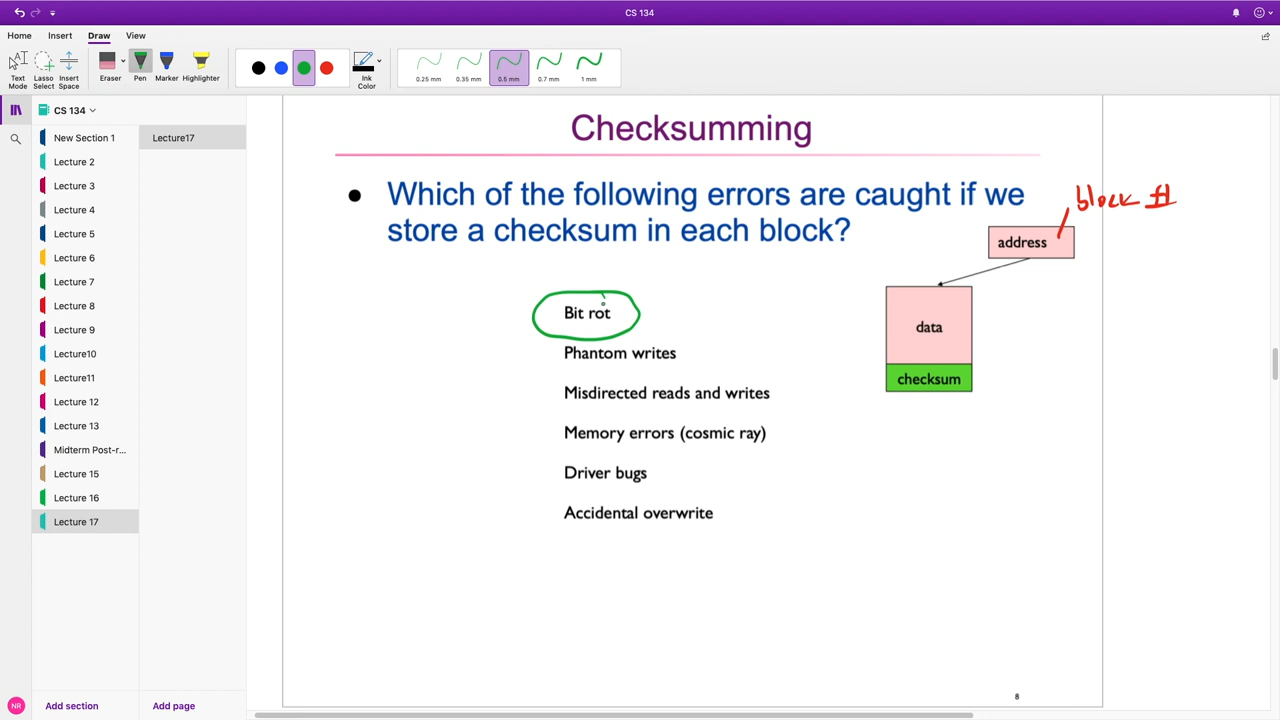 CS 134
Home Insert Draw View
Text Mode
Lasso Select
Insert Space
Eraser
Pen
Marker
Highlighter
Ink Color
0.25 mm
0.35 mm
0.5 mm
0.7 mm
1 mm
CS 134
New Section 1
Lecture 2
Lecture 3
Lecture 4
Lecture 5
Lecture 6
Lecture 7
Lecture 8
Lecture 9
Lecture10
Lecture11
Lecture 12
Lecture 13
Midterm Post-r...
Lecture 15
Lecture 16
Lecture 17
Lecture17
Checksumming
Which of the following errors are caught if we
store a checksum in each block?
block #
address
data
checksum
Bit rot
Phantom writes
Misdirected reads and writes
Memory errors (cosmic ray)
Driver bugs
Accidental overwrite
8
NR
Add section
Add page